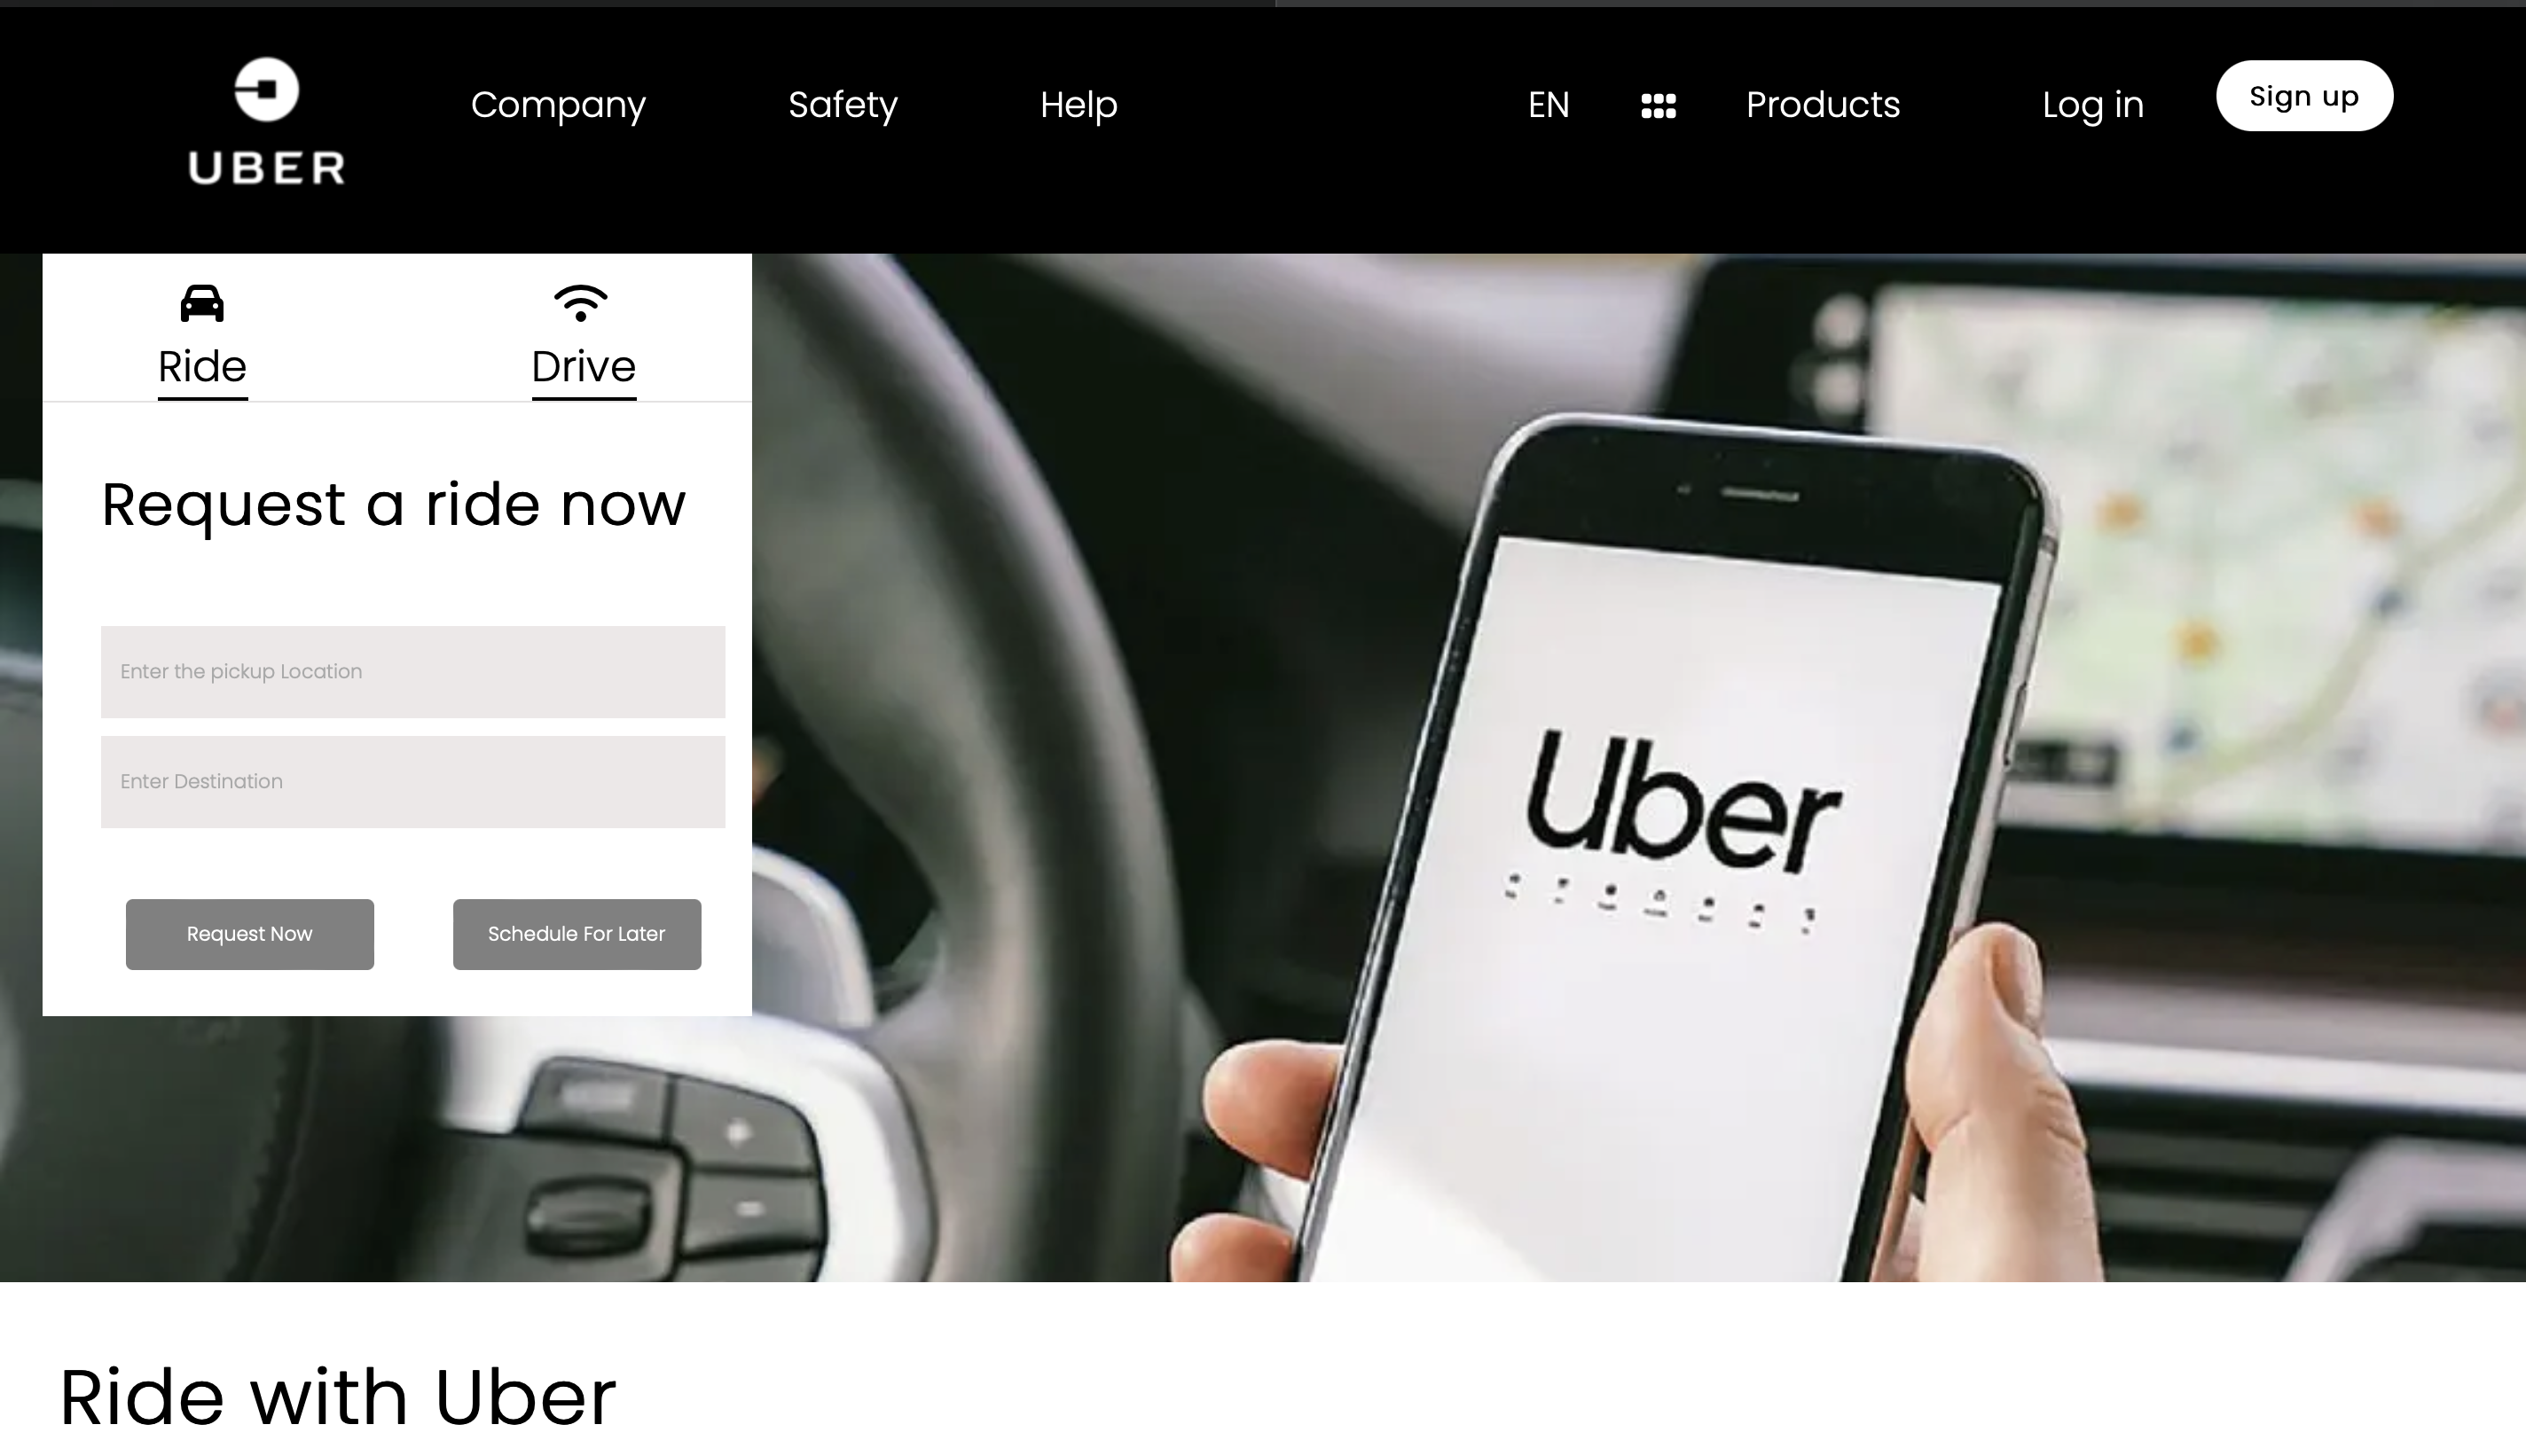 UBER
Company
Safety
Help
EN
Products
Log in
Sign up
Ride
Drive
Request a ride now
Enter the pickup Location
Enter Destination
Request Now
Schedule For Later
Uber
Ride with Uber